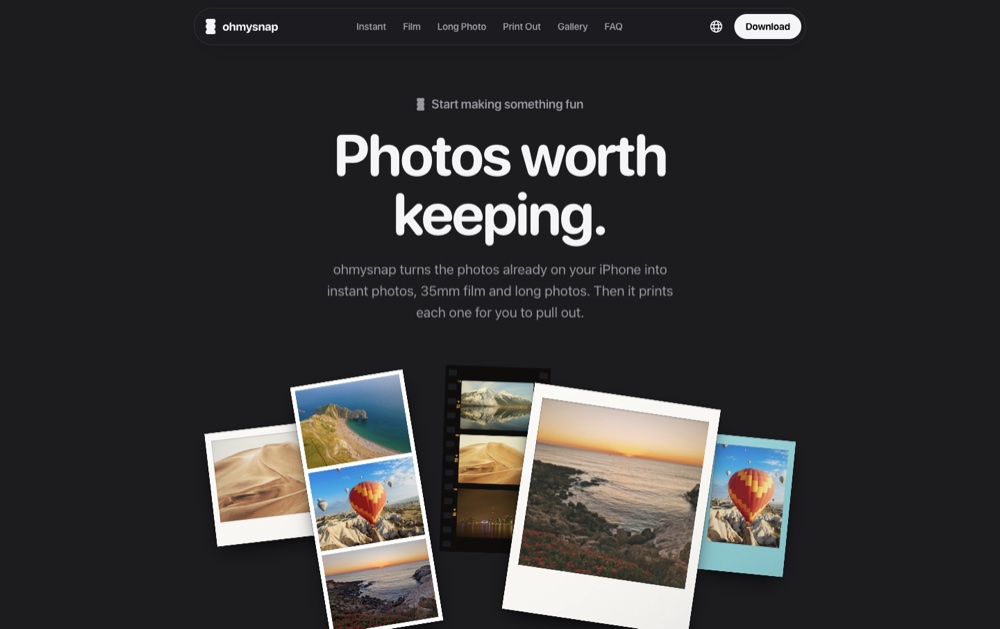 ohmysnap
Instant
Film
Long Photo
Print Out
Gallery
FAQ
Download
Start making something fun
Photos worth
keeping.
ohmysnap turns the photos already on your iPhone into
instant photos, 35mm film and long photos. Then it prints
each one for you to pull out.